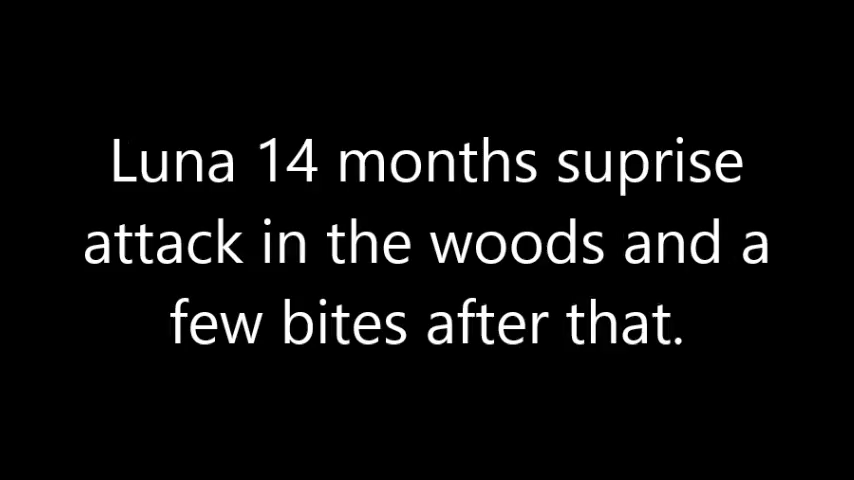 Luna 14 months suprise
attack in the woods and a
few bites after that.